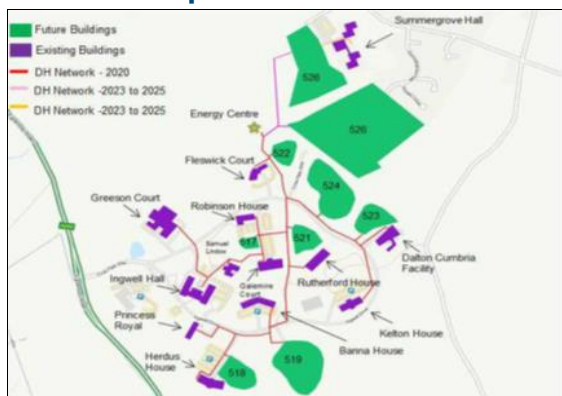 Future Buildings
Existing Buildings
DH Network - 2020
DH Network -2023 to 2025
DH Network -2023 to 2025
Summergrove Hall
526
Energy Centre
526
522
Fleswick Court
524
Greeson Court
Robinson House
523
517
521
Samuel
Lindow
Dalton Cumbria
Facility
Ingwell Hall
Galemire
Court
Rutherford House
Princess
Royal
Kelton House
Banna House
Herdus
House
518
519